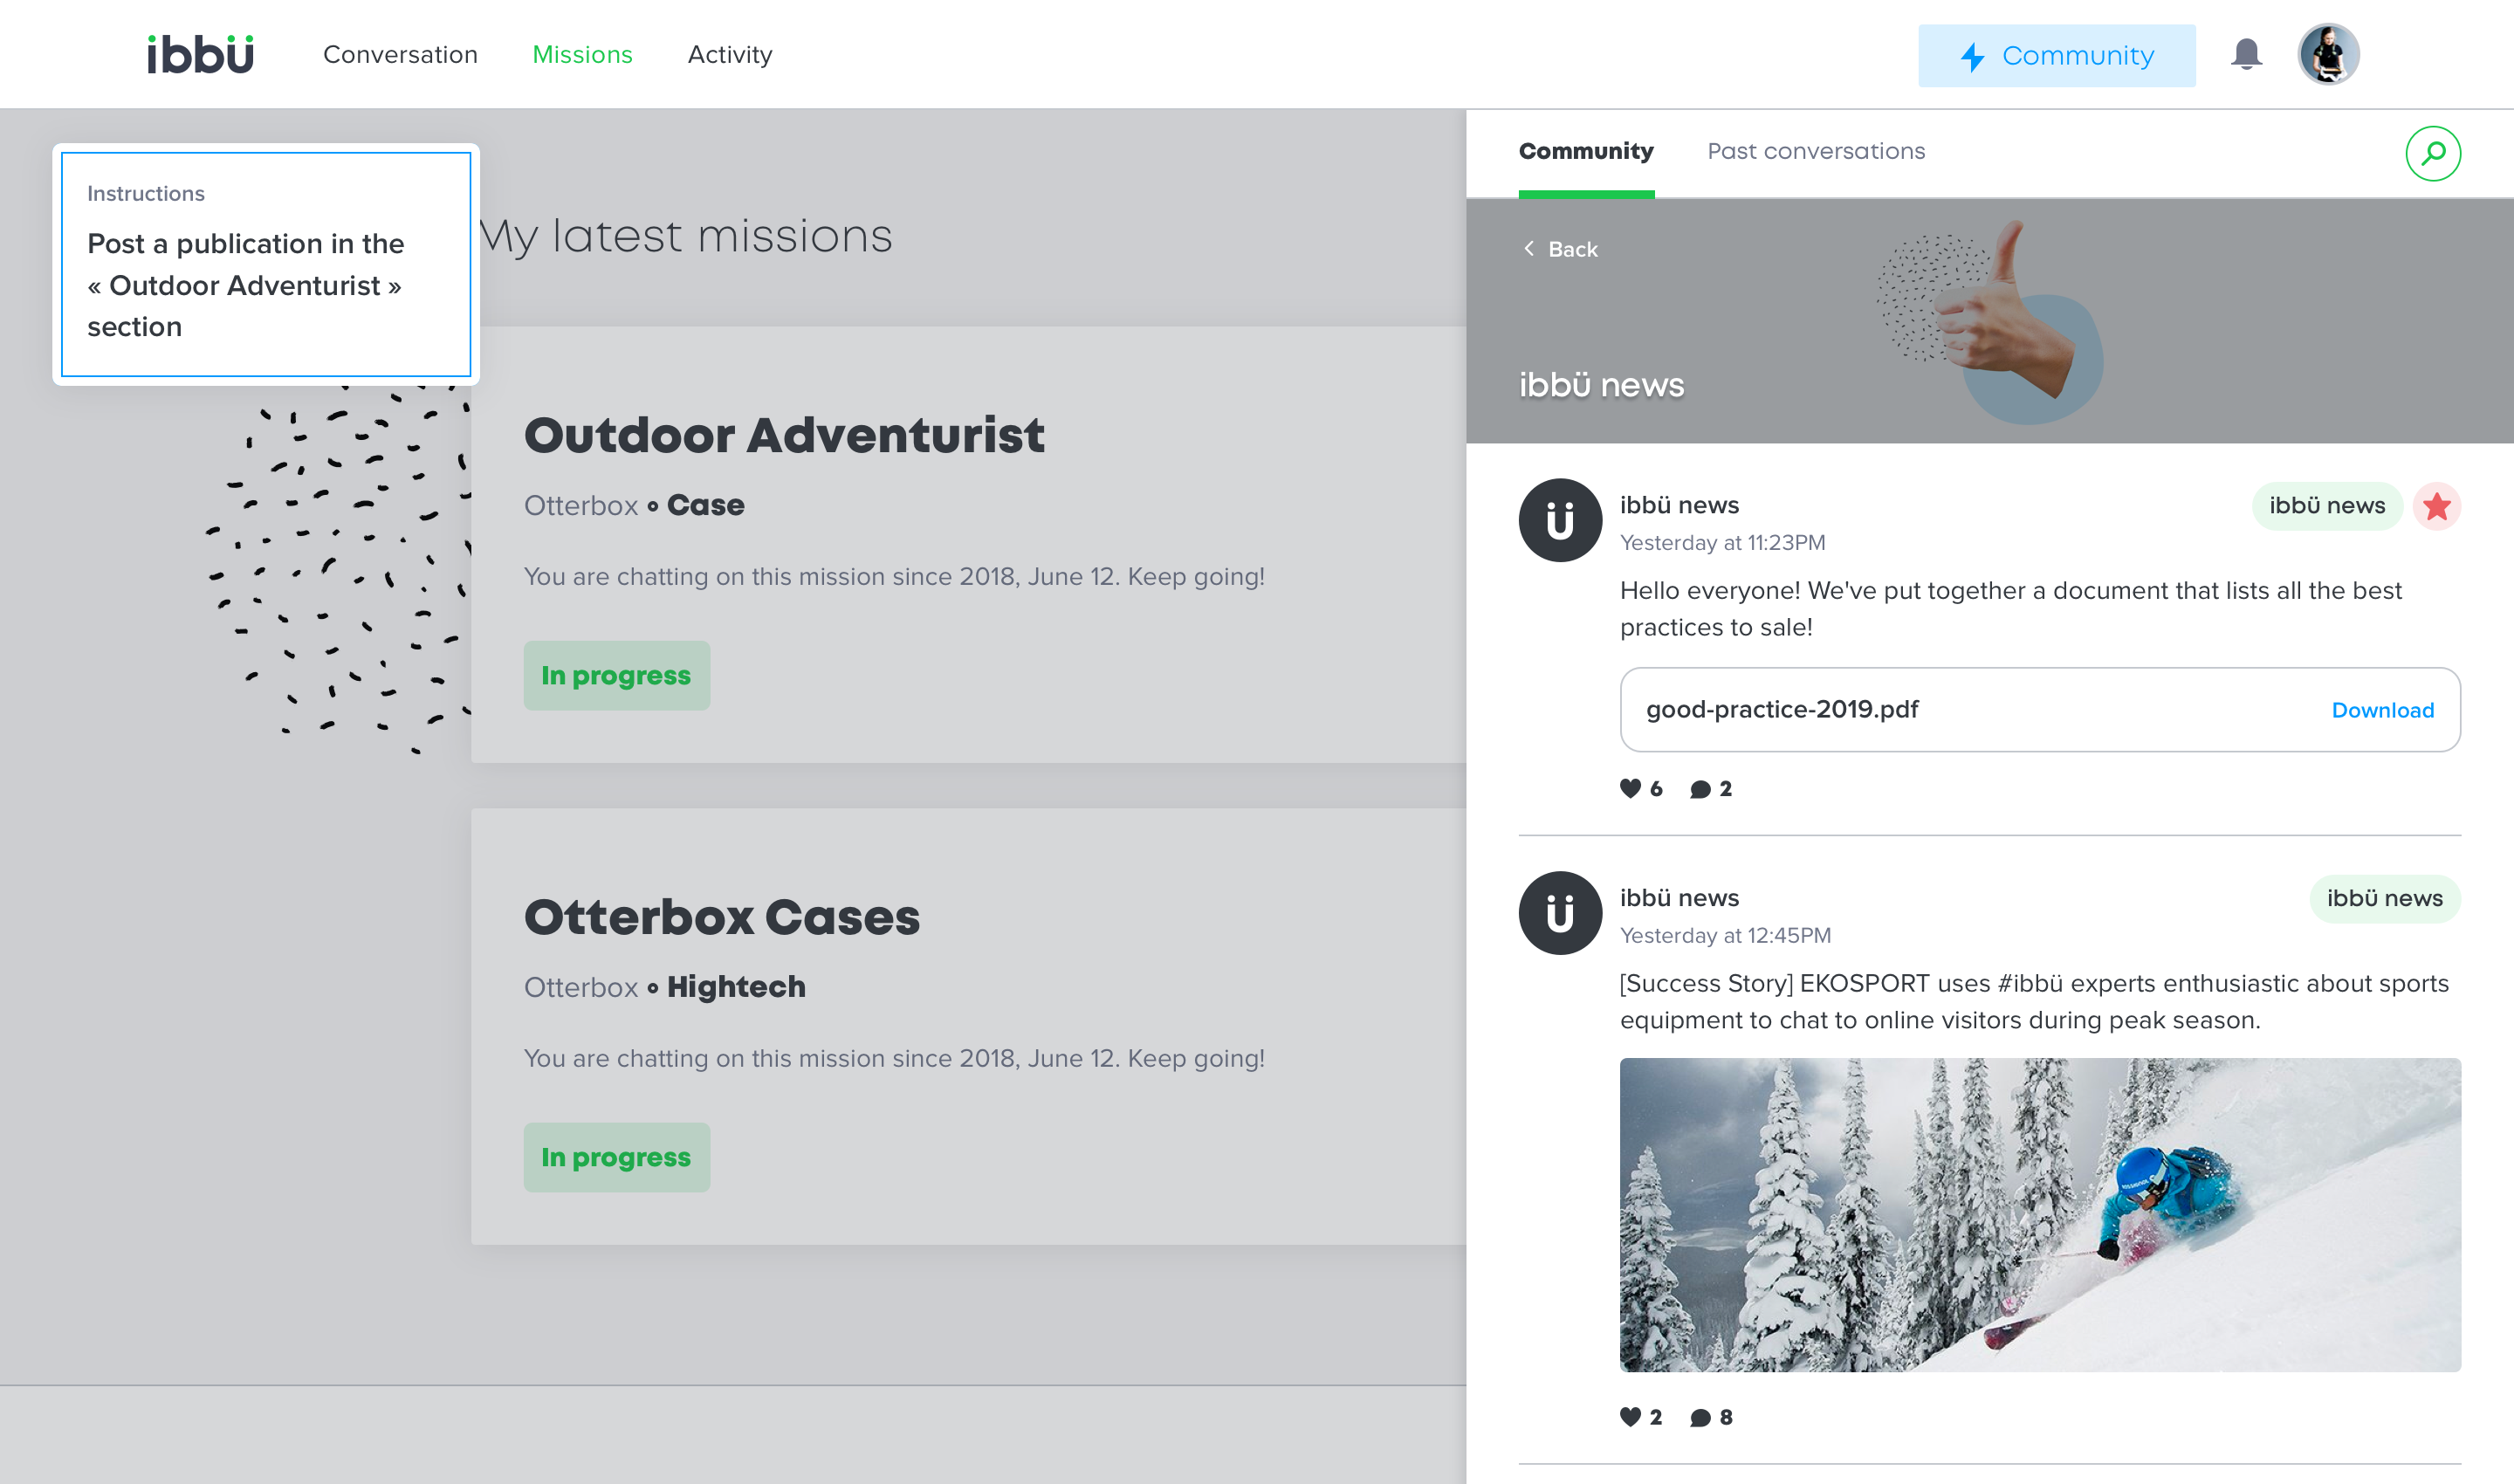 ibbü
Conversation
Missions
Activity
Community
Instructions
Post a publication in the
« Outdoor Adventurist »
section
My latest missions
Outdoor Adventurist
Otterbox Case
You are chatting on this mission since 2018, June 12. Keep going!
In progress
Otterbox Cases
Otterbox Hightech
You are chatting on this mission since 2018, June 12. Keep going!
In progress
Community
Past conversations
Back
ibbü news
ü
ibbü news
ibbü news
Yesterday at 11:23PM
Hello everyone! We've put together a document that lists all the best
practices to sale!
good-practice-2019.pdf
Download
6
2
ü
ibbü news
ibbü news
Yesterday at 12:45PM
[Success Story] EKOSPORT uses #ibbü experts enthusiastic about sports
equipment to chat to online visitors during peak season.
ROSSIGNOL
2
8